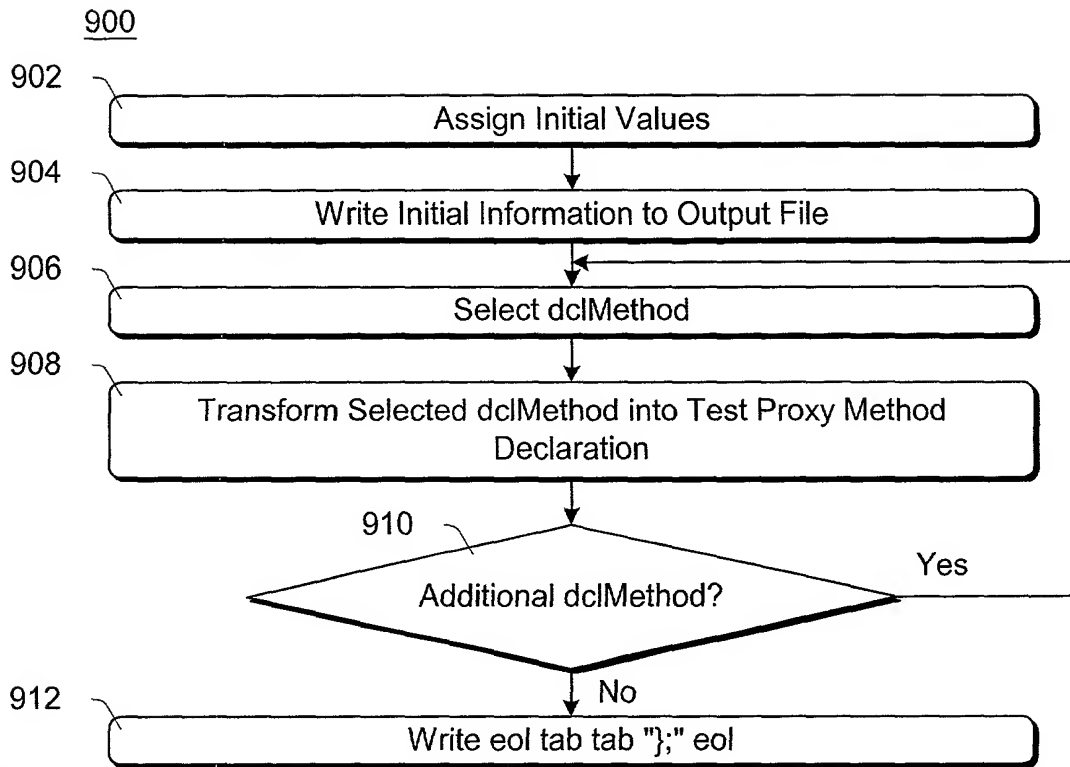 900
902
Assign Initial Values
904
Write Initial Information to Output File
906
Select dclMethod
908
Transform Selected dclMethod into Test Proxy Method
Declaration
910
Additional dclMethod?
Yes
No
912
Write eol tab tab "};" eol